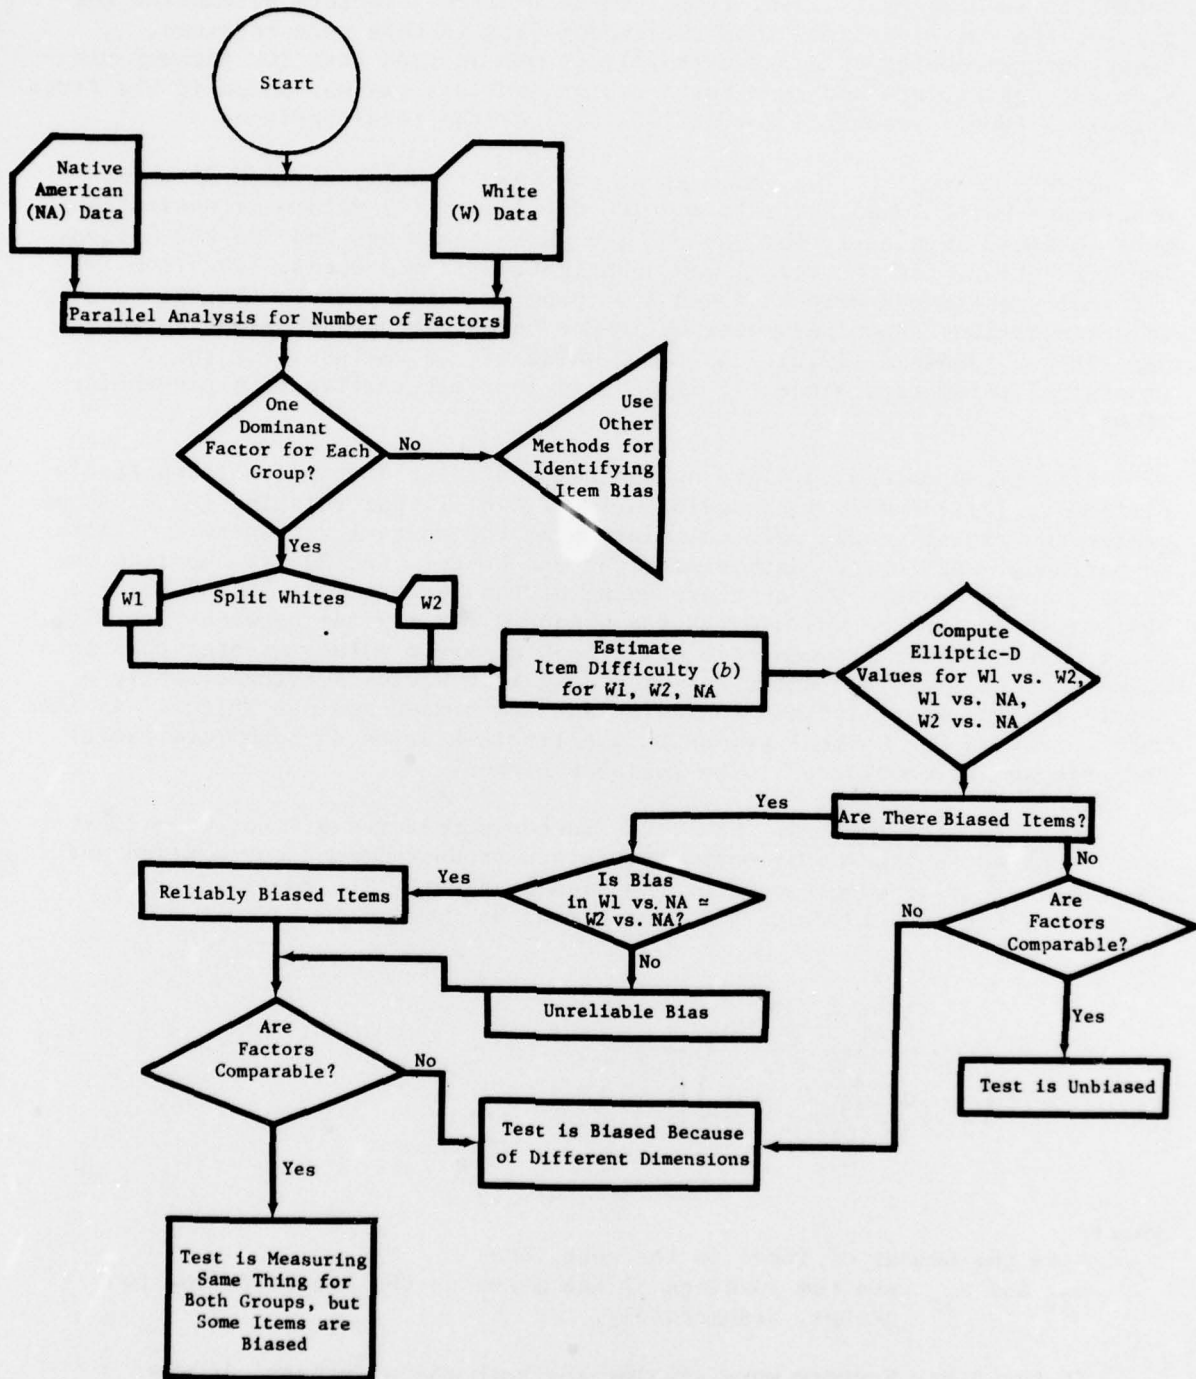 Start
Native
American
(NA) Data
White
(W) Data
Parallel Analysis for Number of Factors
One
Dominant
Factor for Each
Group?
No
Use
Other
Methods for
Identifying
Item Bias
Yes
W1
Split Whites
W2
Estimate
Item Difficulty (b)
for W1, W2, NA
Compute
Elliptic-D
Values for W1 vs. W2,
W1 vs. NA,
W2 vs. NA
Are There Biased Items?
Yes
No
Is Bias
in W1 vs. NA ≃
W2 vs. NA?
Yes
Reliably Biased Items
No
Unreliable Bias
Are
Factors
Comparable?
No
Yes
Test is Unbiased
Are
Factors
Comparable?
No
Test is Biased Because
of Different Dimensions
Yes
Test is Measuring
Same Thing for
Both Groups, but
Some Items are
Biased